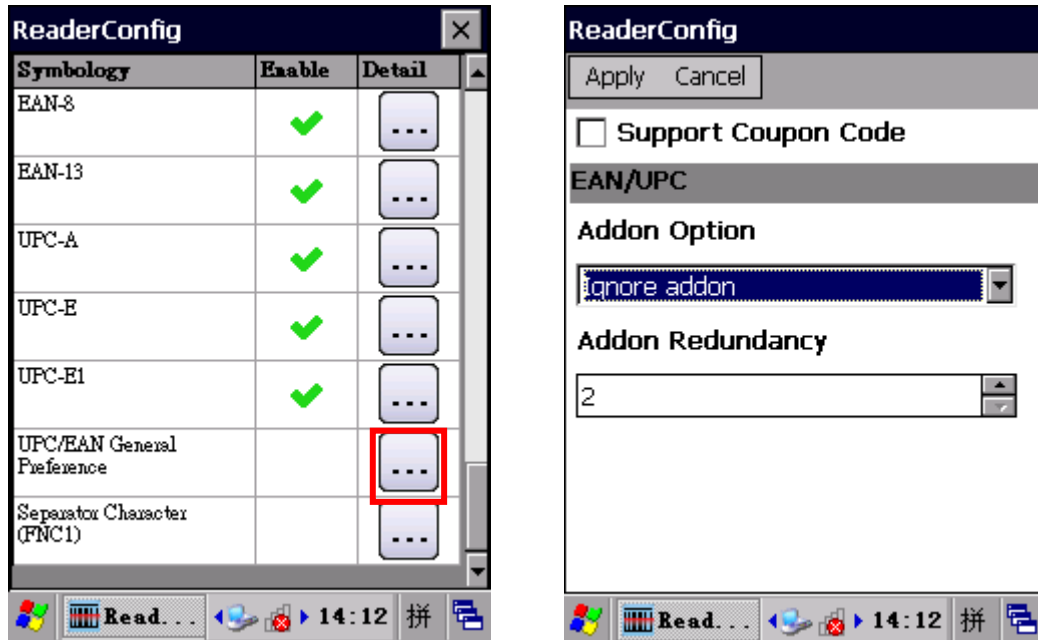 ReaderConfig
Symbology Enable Detail
EAN-8 ...
EAN-13 ...
UPC-A ...
UPC-E ...
UPC-E1 ...
UPC/EAN General
Preference ...
Separator Character
(FNC1) ...
Read... 14:12 拼
ReaderConfig
Apply Cancel
Support Coupon Code
EAN/UPC
Addon Option
Ignore addon
Addon Redundancy
2
Read... 14:12 拼